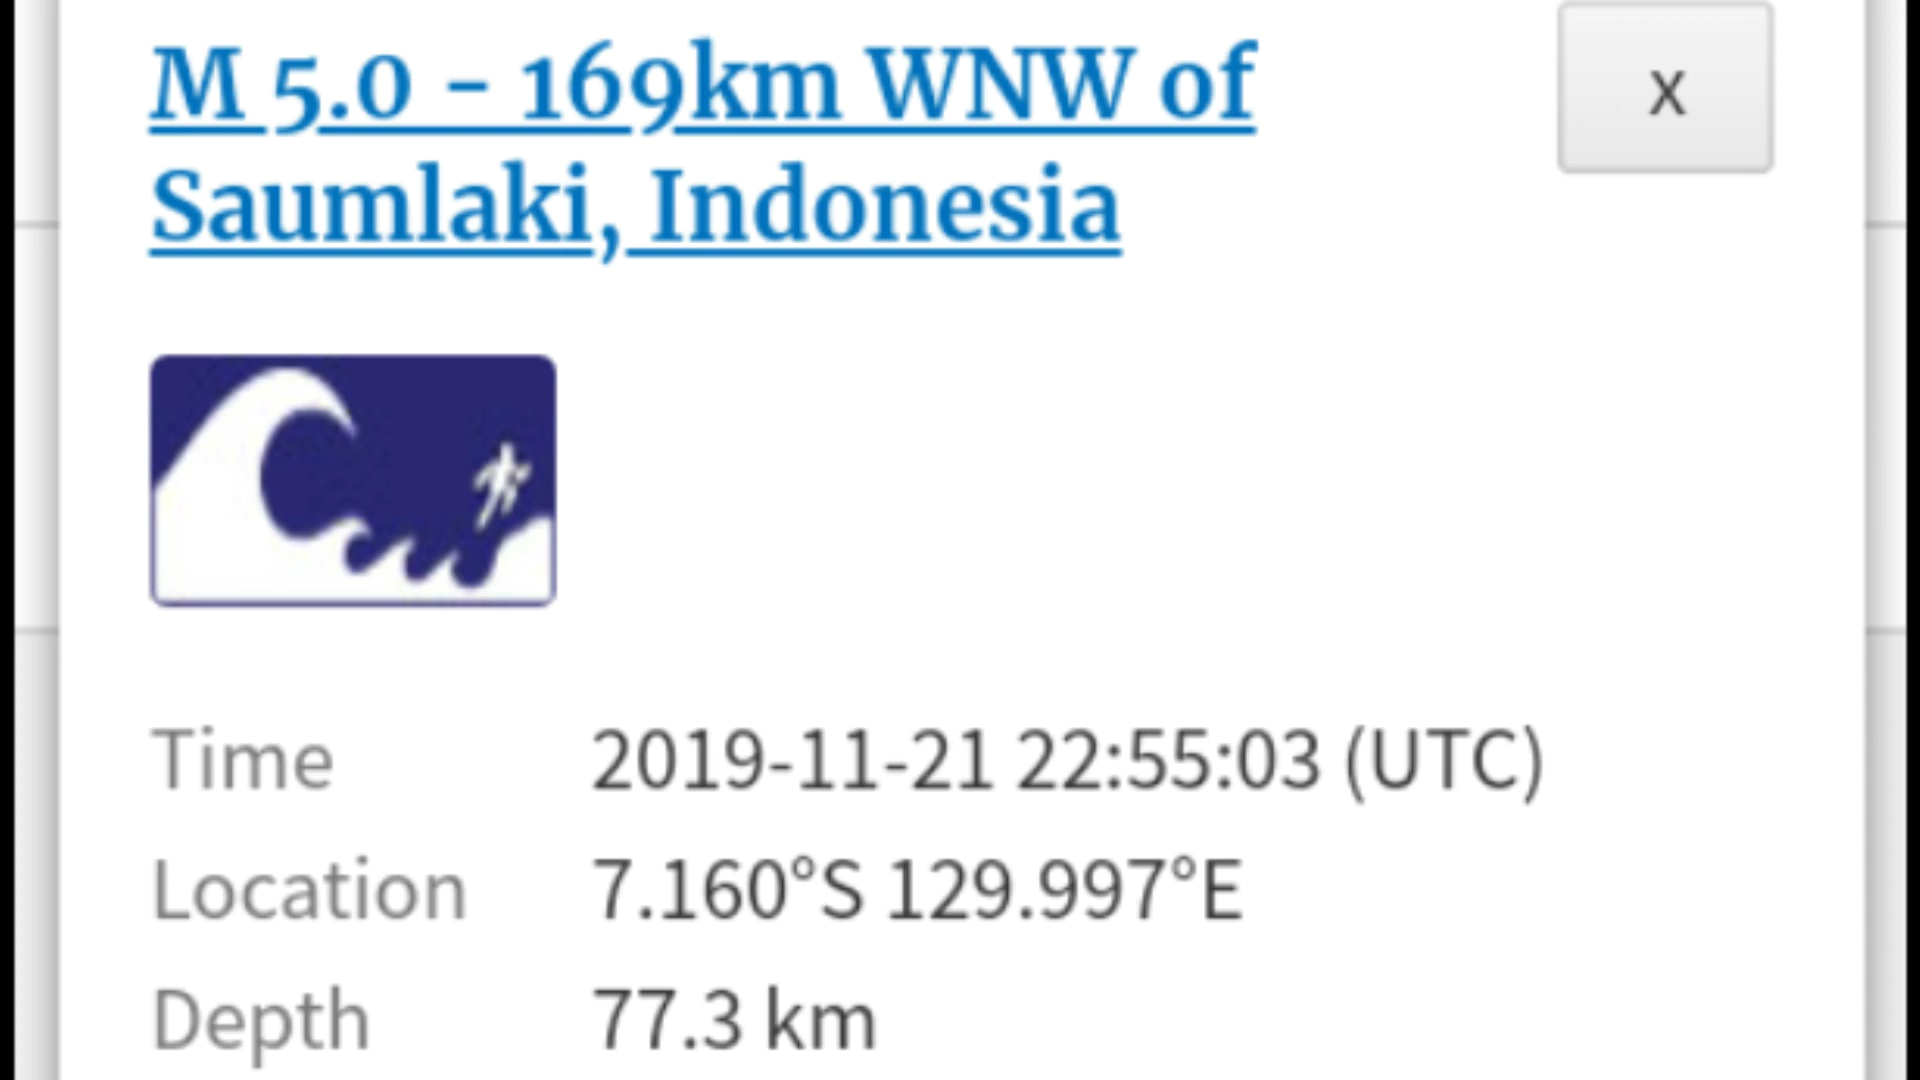 M 5.0 - 169km WNW of
Saumlaki, Indonesia
x
Time 2019-11-21 22:55:03 (UTC)
Location 7.160°S 129.997°E
Depth 77.3 km